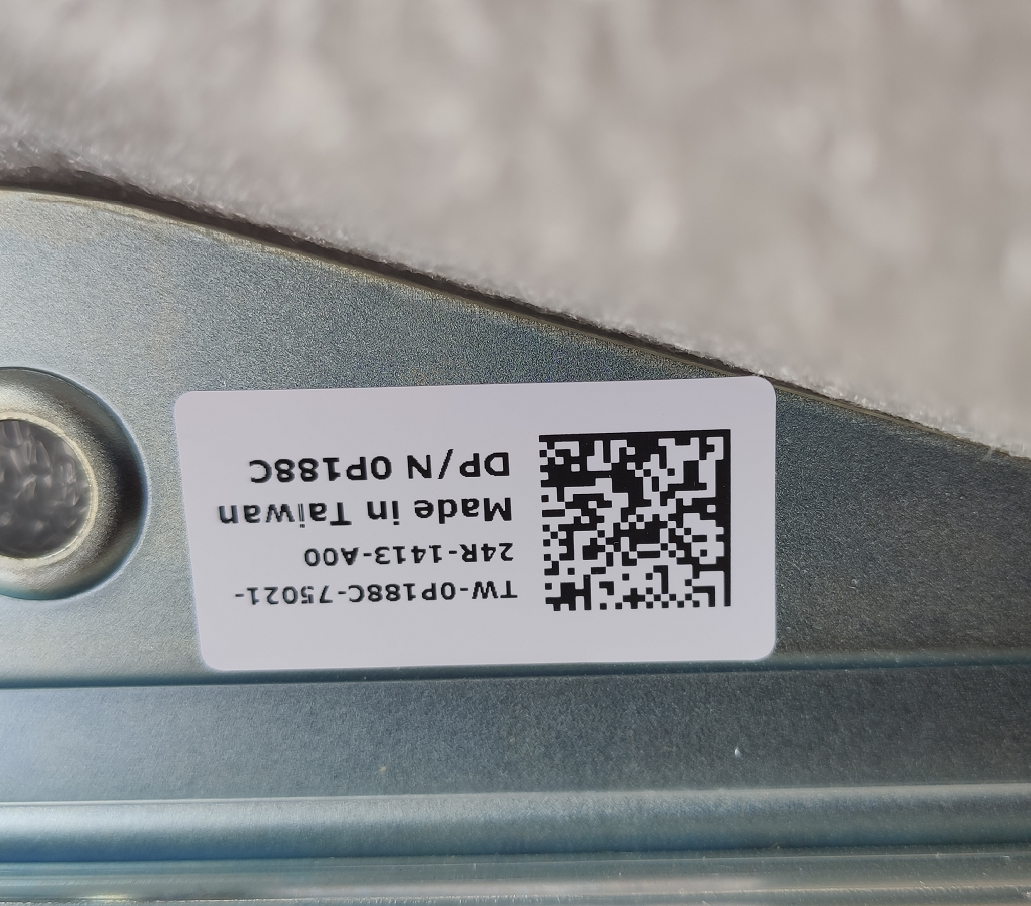 TW-0P188C-75021-
24R-1413-A00
Made in Taiwan
DP/N 0P188C